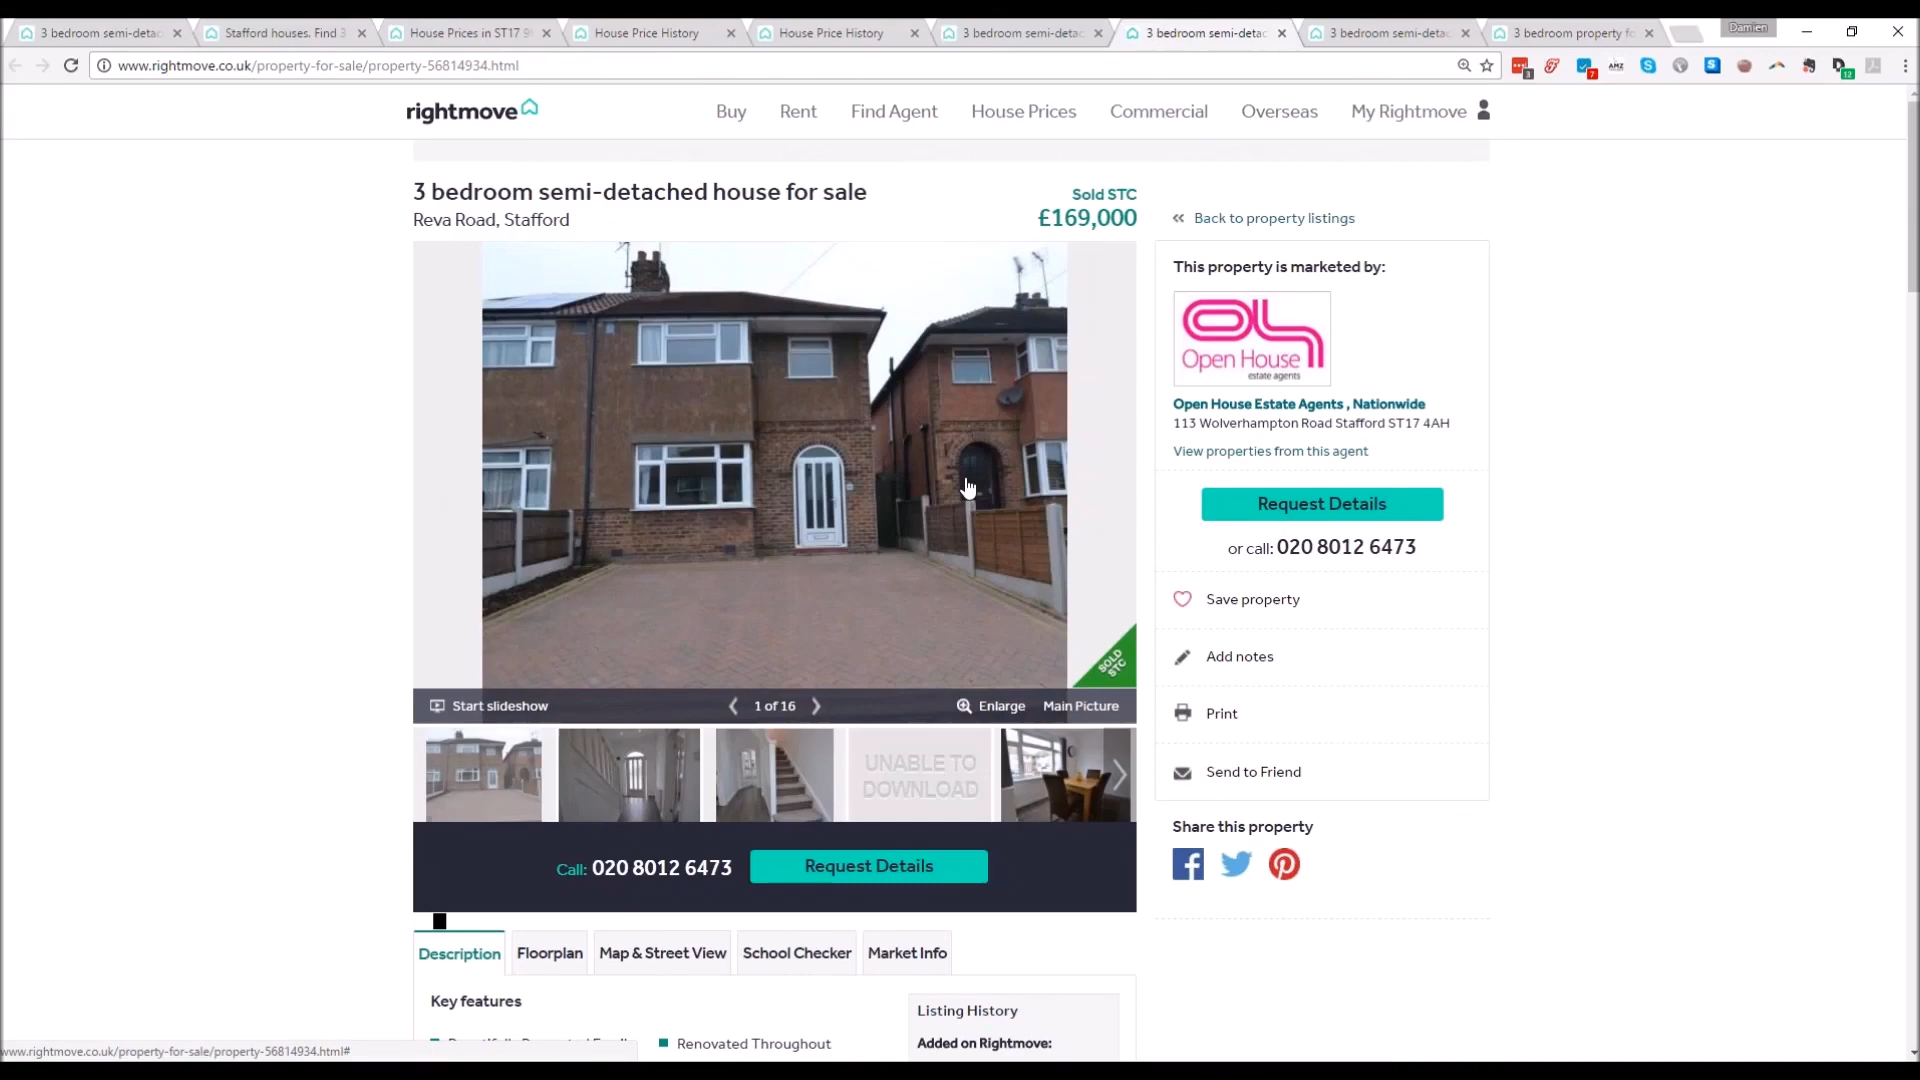 3 bedroom semi-detac
Stafford houses. Find 3
House Prices in ST17 9
House Price History
House Price History
3 bedroom semi-detac
3 bedroom semi-detac
3 bedroom semi-detac
3 bedroom property fo
Damien
www.rightmove.co.uk/property-for-sale/property-56814934.html
3
7
AMZ
12
rightmove
Buy
Rent
Find Agent
House Prices
Commercial
Overseas
My Rightmove
3 bedroom semi-detached house for sale
Reva Road, Stafford
Sold STC
£169,000
Back to property listings
This property is marketed by:
Open House
estate agents
Open House Estate Agents , Nationwide
113 Wolverhampton Road Stafford ST17 4AH
View properties from this agent
Request Details
or call: 020 8012 6473
Save property
Add notes
Print
Send to Friend
Share this property
SOLD
STC
Start slideshow
1 of 16
Enlarge
Main Picture
UNABLE TO
DOWNLOAD
Call: 020 8012 6473
Request Details
Description
Floorplan
Map & Street View
School Checker
Market Info
Key features
Renovated Throughout
Listing History
Added on Rightmove:
www.rightmove.co.uk/property-for-sale/property-56814934.html#